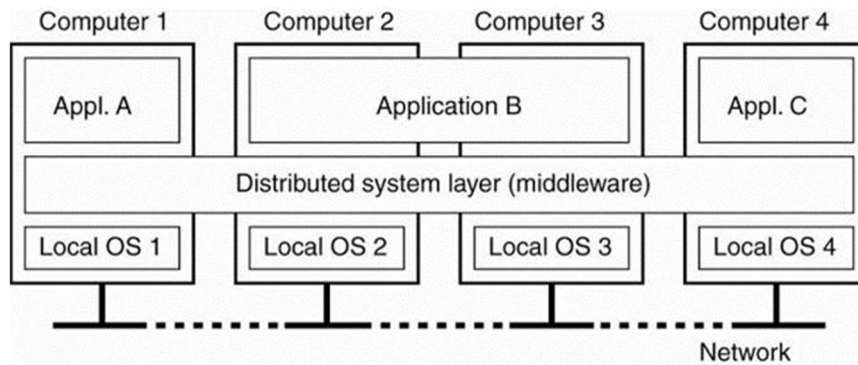 Computer 1
Computer 2
Computer 3
Computer 4
Appl. A
Application B
Appl. C
Distributed system layer (middleware)
Local OS 1
Local OS 2
Local OS 3
Local OS 4
Network